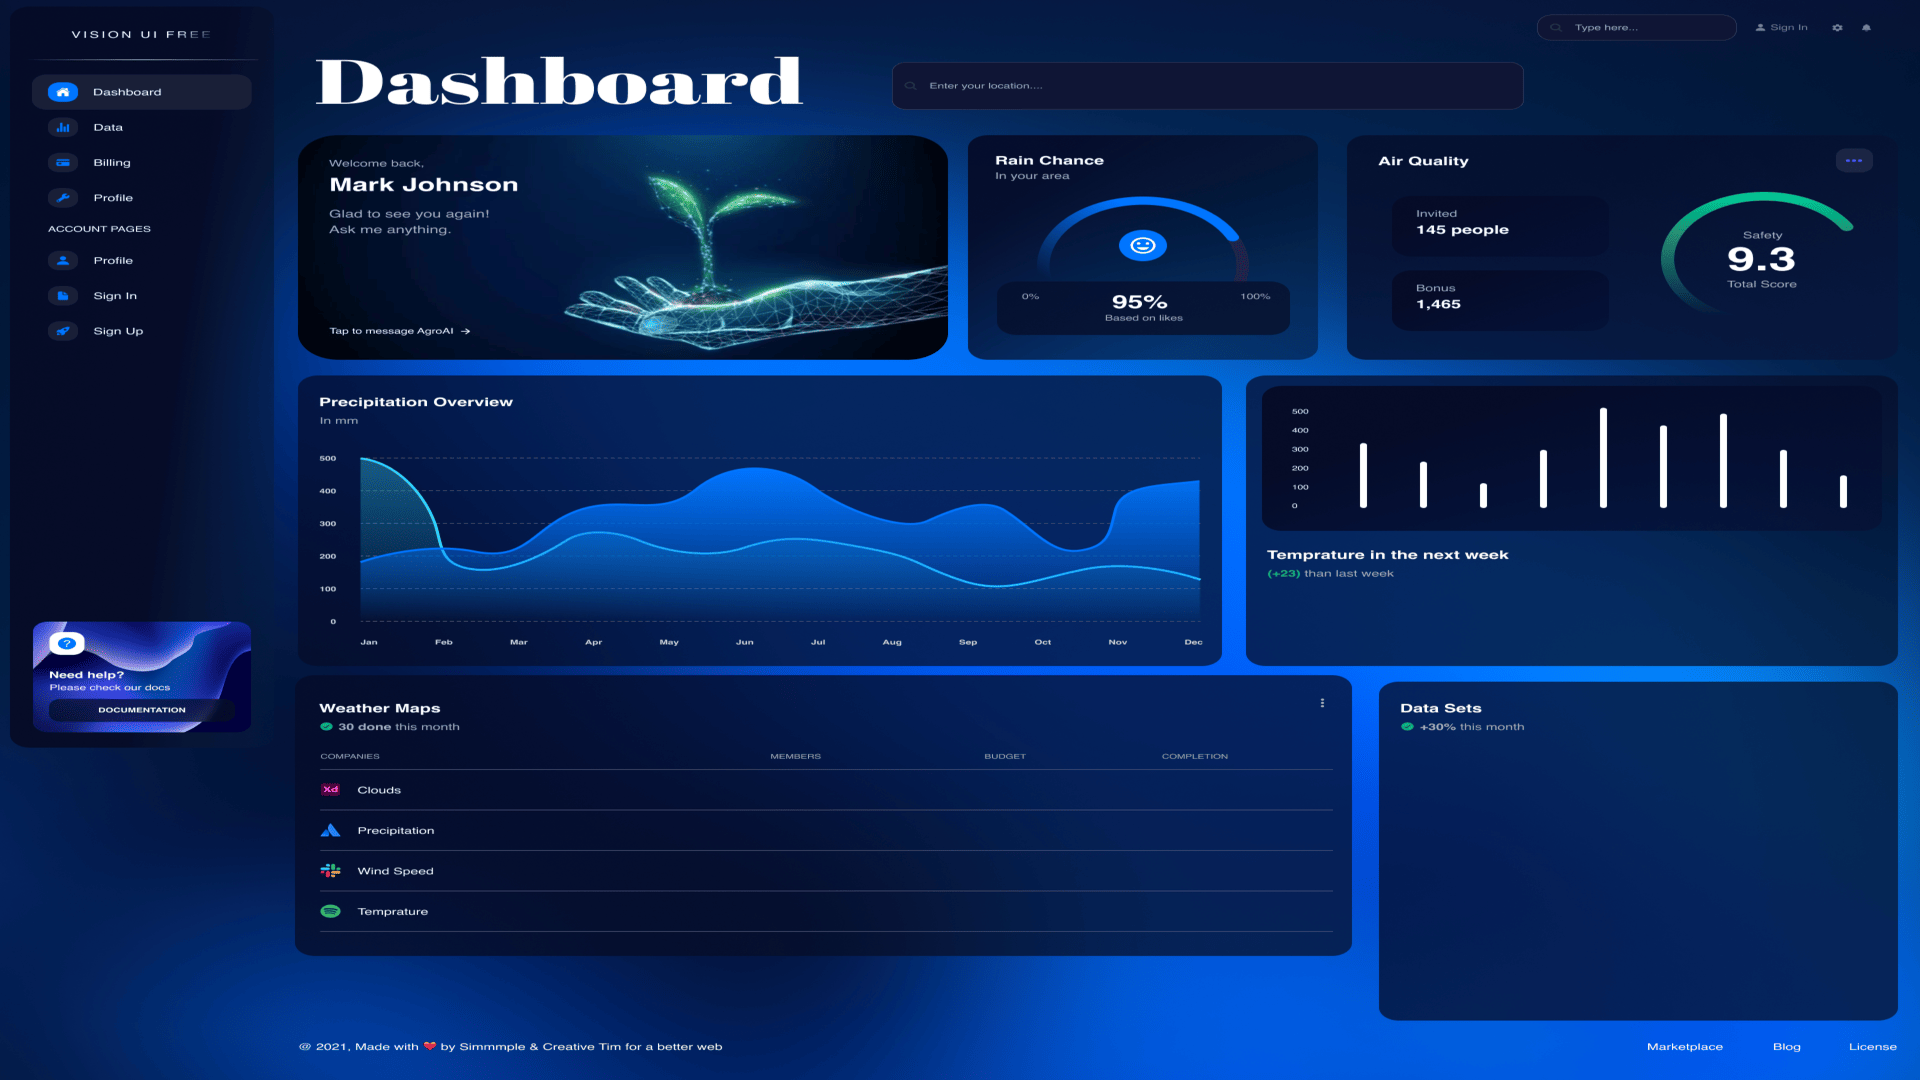 VISION UI FREE
Dashboard
Data
Billing
Profile
ACCOUNT PAGES
Profile
Sign In
Sign Up
?
Need help?
Please check our docs
DOCUMENTATION
Type here...
Sign In
Dashboard
Enter your location....
Welcome back,
Mark Johnson
Glad to see you again!
Ask me anything.
Tap to message AgroAI
Rain Chance
In your area
0%
95%
100%
Based on likes
Air Quality
Invited
145 people
Bonus
1,465
Safety
9.3
Total Score
Precipitation Overview
In mm
500
400
300
200
100
0
Jan Feb Mar Apr May Jun Jul Aug Sep Oct Nov Dec
500
400
300
200
100
0
Temprature in the next week
(+23) than last week
Weather Maps
30 done this month
COMPANIES MEMBERS BUDGET COMPLETION
Xd Clouds
Precipitation
Wind Speed
Temprature
Data Sets
+30% this month
@ 2021, Made with ❤️ by Simmmple & Creative Tim for a better web
Marketplace Blog License